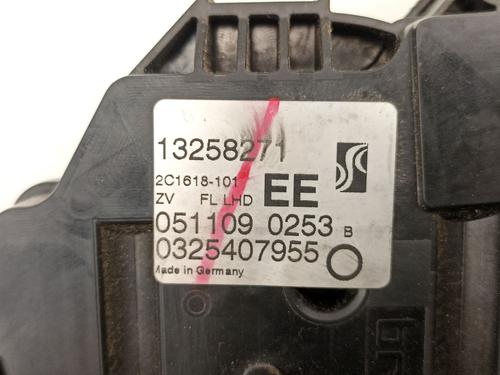 13258271
2C1618-101 EE
ZV FL LHD
051109 0253 B
0325407955
Made in Germany